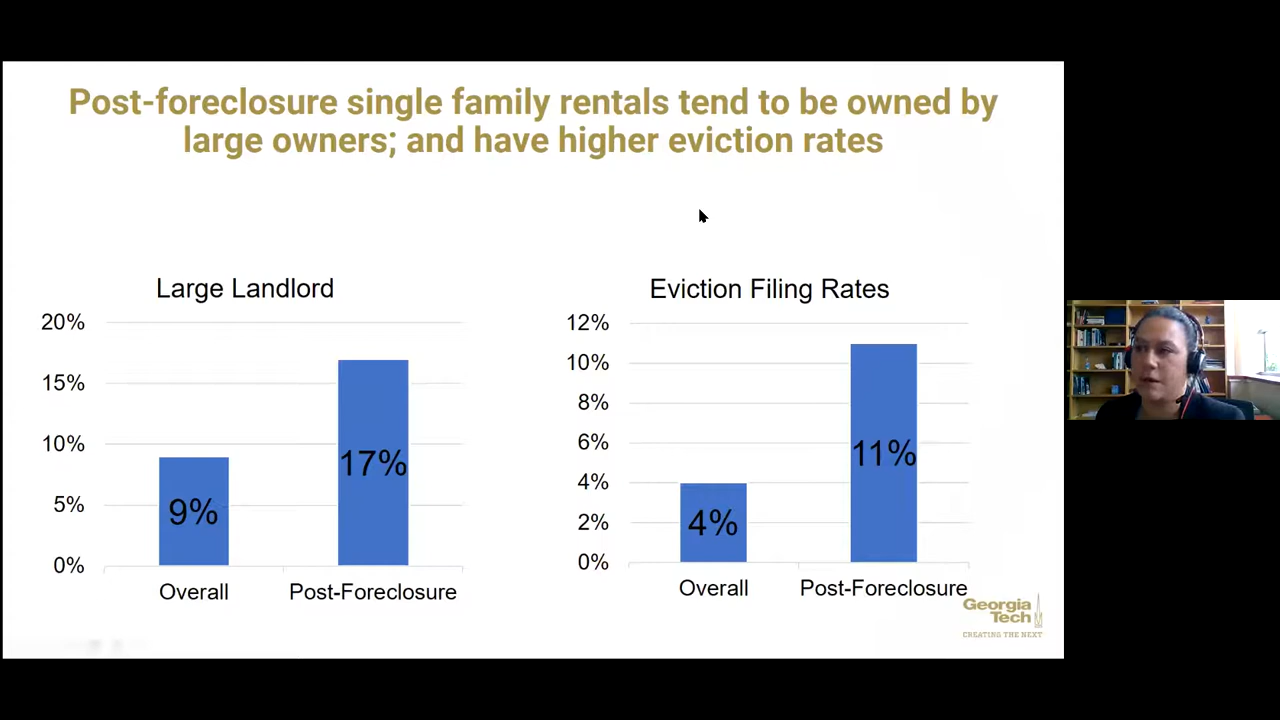 Post-foreclosure single family rentals tend to be owned by
large owners; and have higher eviction rates
Large Landlord
20%
15%
10%
5%
0%
9%
17%
Overall
Post-Foreclosure
Eviction Filing Rates
12%
10%
8%
6%
4%
2%
0%
4%
11%
Overall
Post-Foreclosure
Georgia
Tech
CREATING THE NEXT